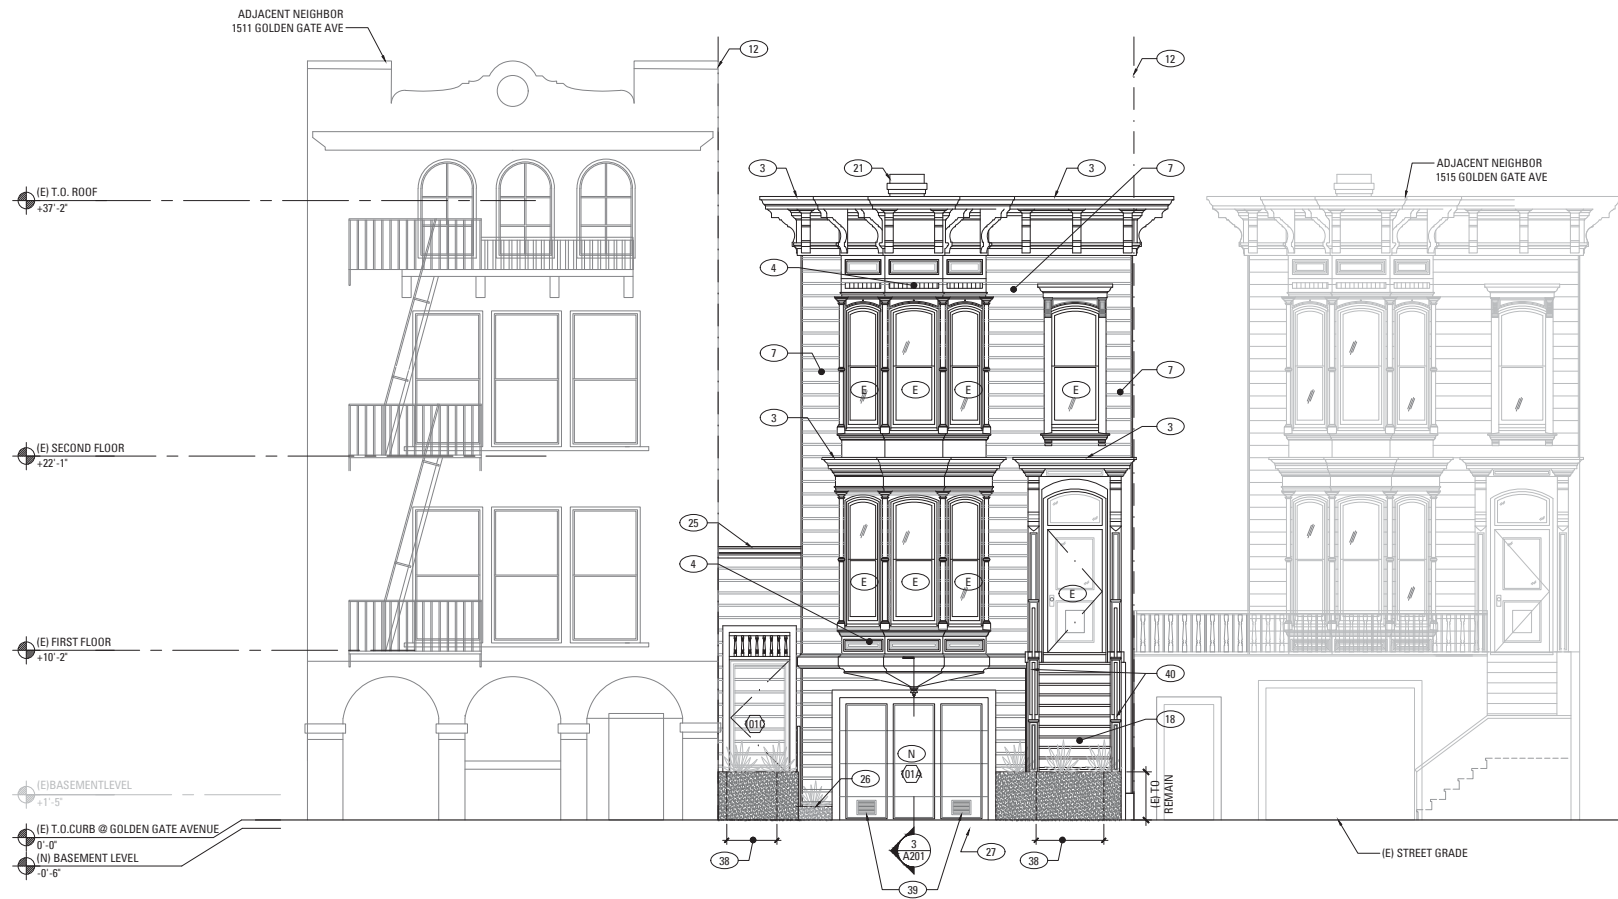 ADJACENT NEIGHBOR
1511 GOLDEN GATE AVE
12
12
3
21
3
7
ADJACENT NEIGHBOR
1515 GOLDEN GATE AVE
(E) T.O. ROOF
+37'-2"
4
7
7
E
E
E
E
3
3
(E) SECOND FLOOR
+22'-1"
25
4
E
E
E
E
(E) FIRST FLOOR
+10'-2"
40
18
101C
N
101A
26
(E) TO
REMAIN
(E)BASEMENTLEVEL
+1'-5"
(E) T.O.CURB @ GOLDEN GATE AVENUE
0'-0"
(N) BASEMENT LEVEL
-0'-6"
38
3
A201
27
38
(E) STREET GRADE
39